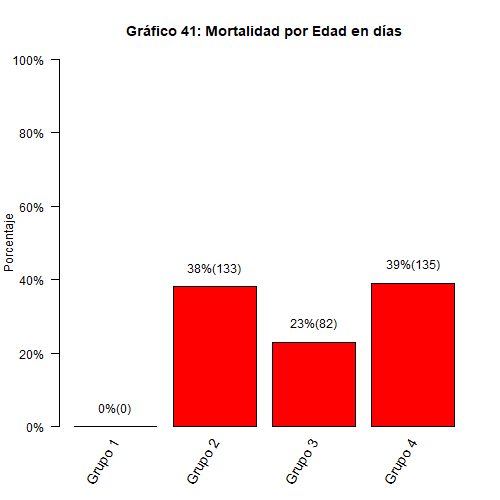 Gráfico 41: Mortalidad por Edad en días
Porcentaje
100%
80%
60%
40%
20%
0%
0%(0)
38%(133)
23%(82)
39%(135)
Grupo 1
Grupo 2
Grupo 3
Grupo 4